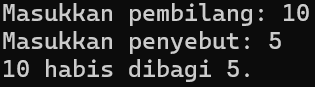 Masukkan pembilang: 10
Masukkan penyebut: 5
10 habis dibagi 5.